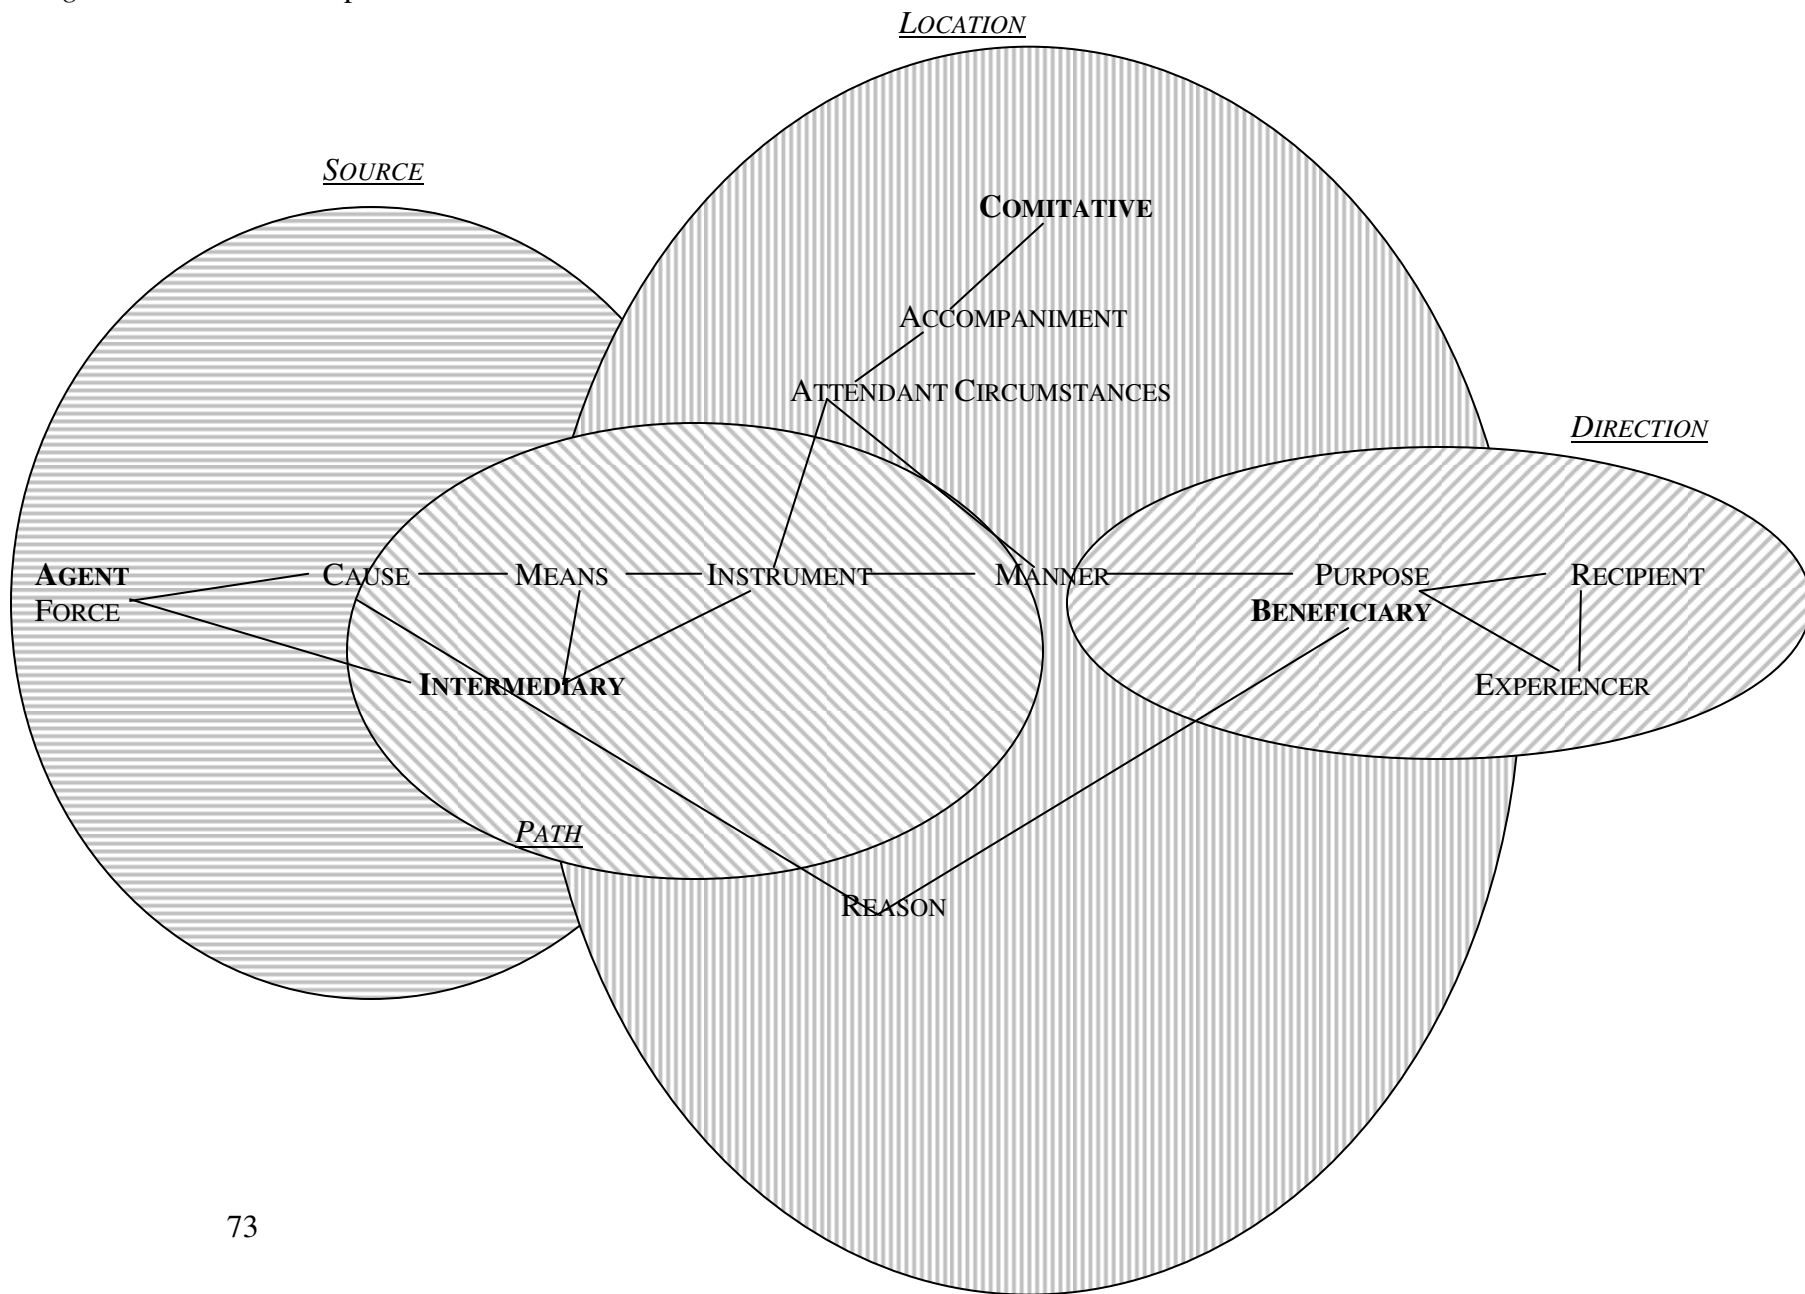 LOCATION
SOURCE
COMITATIVE
ACCOMPANIMENT
ATTENDANT CIRCUMSTANCES
DIRECTION
AGENT CAUSE MEANS INSTRUMENT MANNER PURPOSE RECIPIENT
FORCE BENEFICIARY
INTERMEDIARY EXPERIENCER
PATH
REASON
73